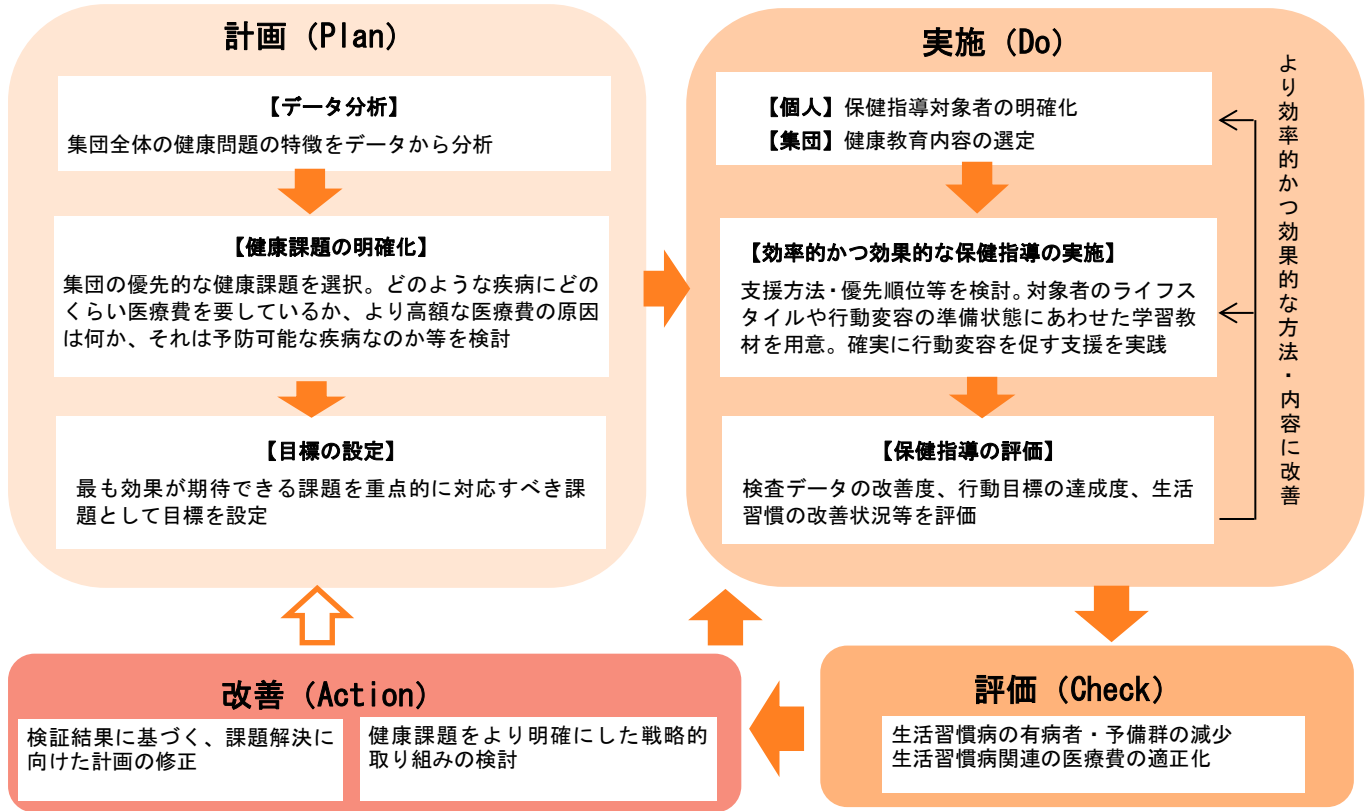 計画（Plan）
【データ分析】
集団全体の健康問題の特徴をデータから分析
【健康課題の明確化】
集団の優先的な健康課題を選択。どのような疾病にどの
くらい医療費を要しているか、より高額な医療費の原因
は何か、それは予防可能な疾病なのか等を検討
【目標の設定】
最も効果が期待できる課題を重点的に対応すべき課
題として目標を設定
実施（Do）
【個人】保健指導対象者の明確化
【集団】健康教育内容の選定
【効率的かつ効果的な保健指導の実施】
支援方法・優先順位等を検討。対象者のライフス
タイルや行動変容の準備状態にあわせた学習教
材を用意。確実に行動変容を促す支援を実践
【保健指導の評価】
検査データの改善度、行動目標の達成度、生活
習慣の改善状況等を評価
より効率的かつ効果的な方法・内容に改善
改善（Action）
検証結果に基づく、課題解決に
向けた計画の修正
健康課題をより明確にした戦略的
取り組みの検討
評価（Check）
生活習慣病の有病者・予備群の減少
生活習慣病関連の医療費の適正化